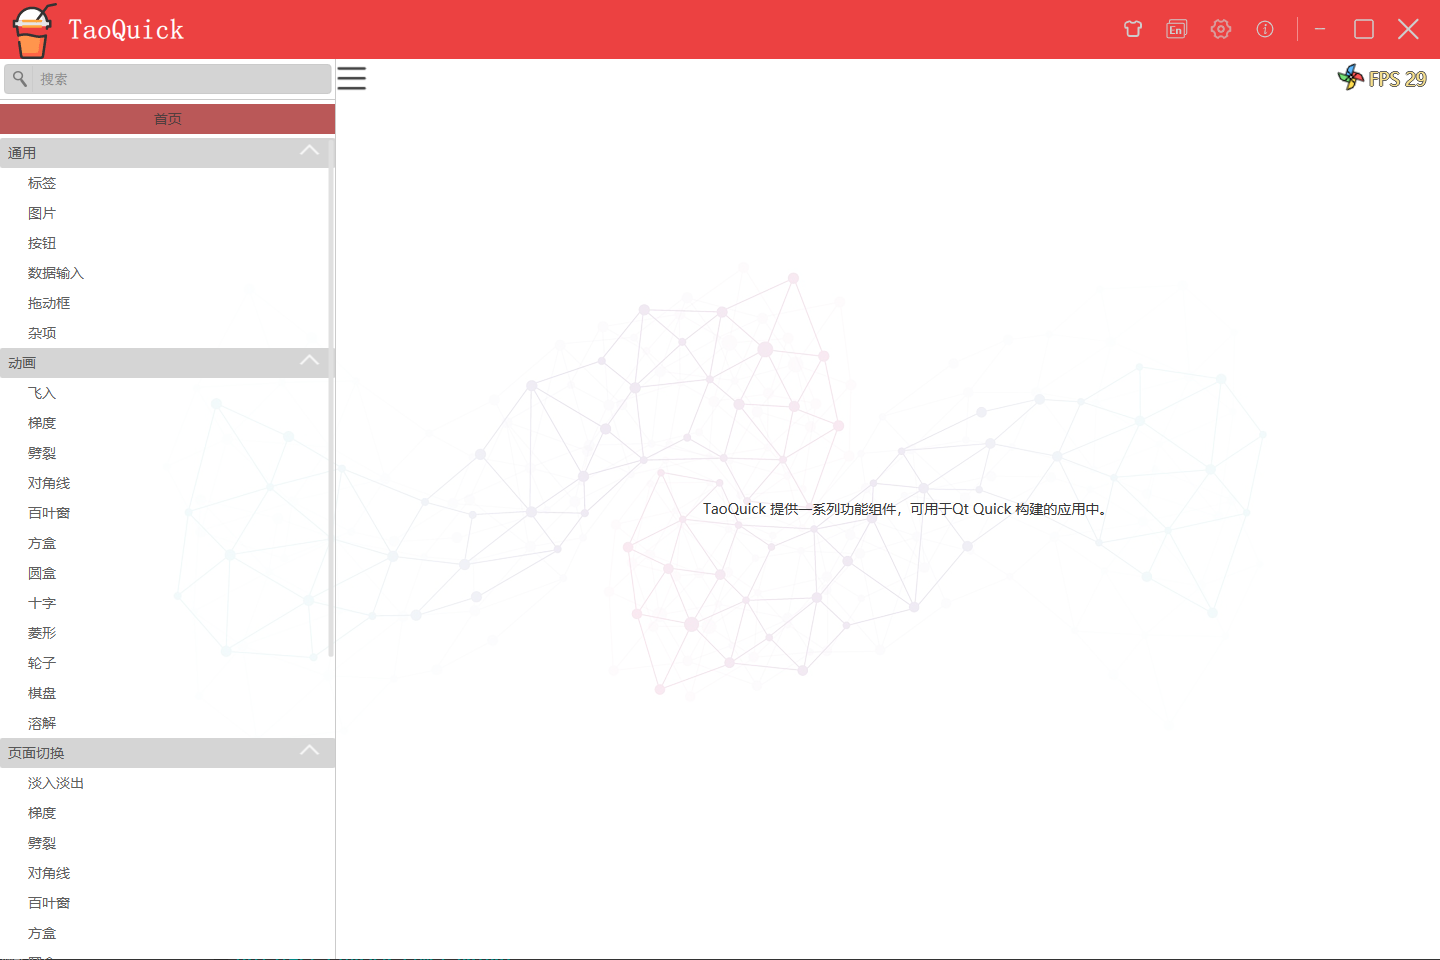 TaoQuick
En
搜索
FPS 29
首页
通用
标签
图片
按钮
数据输入
拖动框
杂项
动画
飞入
梯度
劈裂
对角线
百叶窗
方盒
圆盒
十字
菱形
轮子
棋盘
溶解
页面切换
淡入淡出
梯度
劈裂
对角线
百叶窗
方盒
TaoQuick 提供一系列功能组件，可用于Qt Quick 构建的应用中。